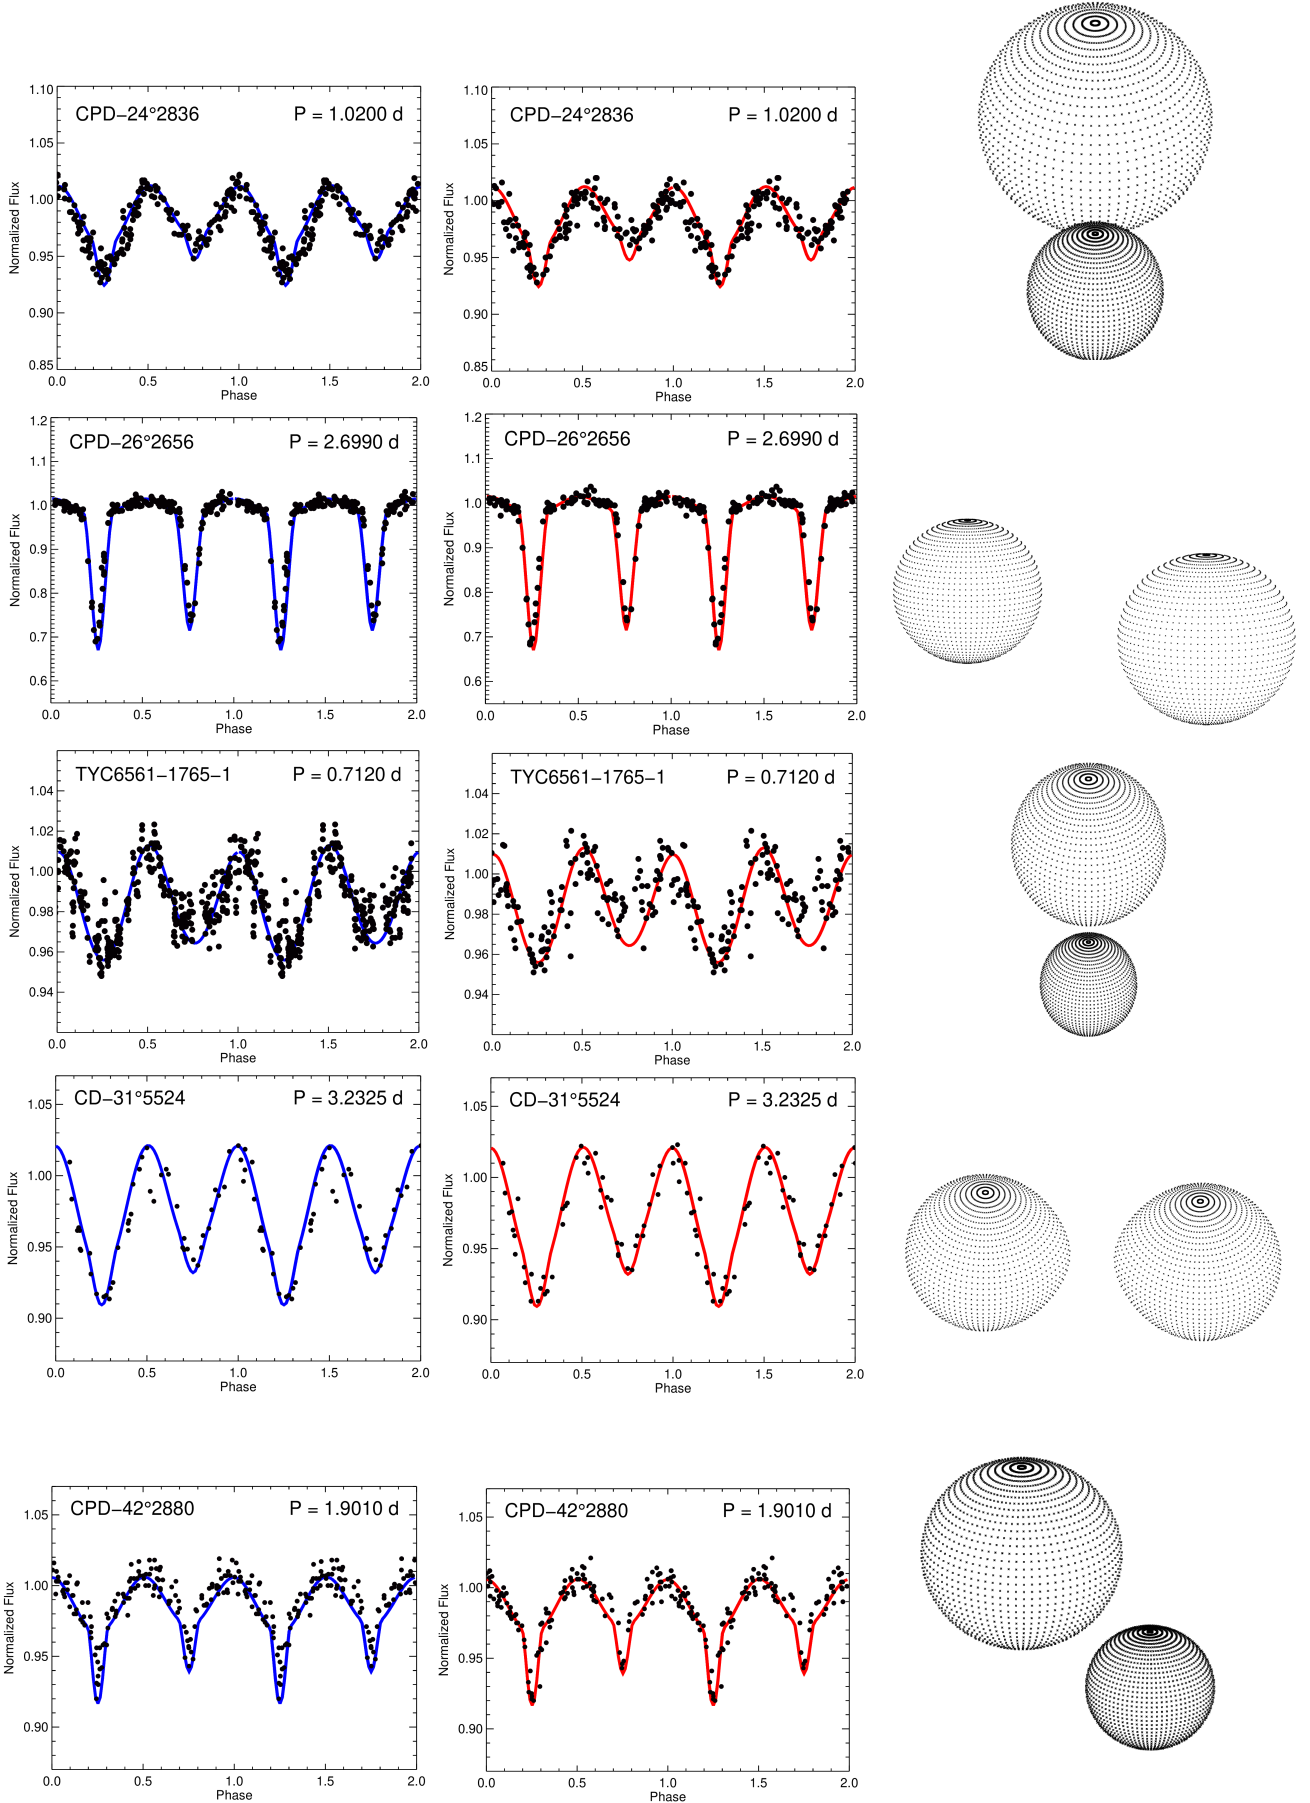 CPD−24°2836 P = 1.0200 d
1.10
1.05
1.00
0.95
0.90
0.85
Normalized Flux
0.0 0.5 1.0 1.5 2.0
Phase
CPD−24°2836 P = 1.0200 d
1.10
1.05
1.00
0.95
0.90
0.85
Normalized Flux
0.0 0.5 1.0 1.5 2.0
Phase
CPD−26°2656 P = 2.6990 d
1.2
1.1
1.0
0.9
0.8
0.7
0.6
Normalized Flux
0.0 0.5 1.0 1.5 2.0
Phase
CPD−26°2656 P = 2.6990 d
1.2
1.1
1.0
0.9
0.8
0.7
0.6
Normalized Flux
0.0 0.5 1.0 1.5 2.0
Phase
TYC6561−1765−1 P = 0.7120 d
1.04
1.02
1.00
0.98
0.96
0.94
Normalized Flux
0.0 0.5 1.0 1.5 2.0
Phase
TYC6561−1765−1 P = 0.7120 d
1.04
1.02
1.00
0.98
0.96
0.94
Normalized Flux
0.0 0.5 1.0 1.5 2.0
Phase
CD−31°5524 P = 3.2325 d
1.05
1.00
0.95
0.90
Normalized Flux
0.0 0.5 1.0 1.5 2.0
Phase
CD−31°5524 P = 3.2325 d
1.05
1.00
0.95
0.90
Normalized Flux
0.0 0.5 1.0 1.5 2.0
Phase
CPD−42°2880 P = 1.9010 d
1.05
1.00
0.95
0.90
Normalized Flux
0.0 0.5 1.0 1.5 2.0
Phase
CPD−42°2880 P = 1.9010 d
1.05
1.00
0.95
0.90
Normalized Flux
0.0 0.5 1.0 1.5 2.0
Phase